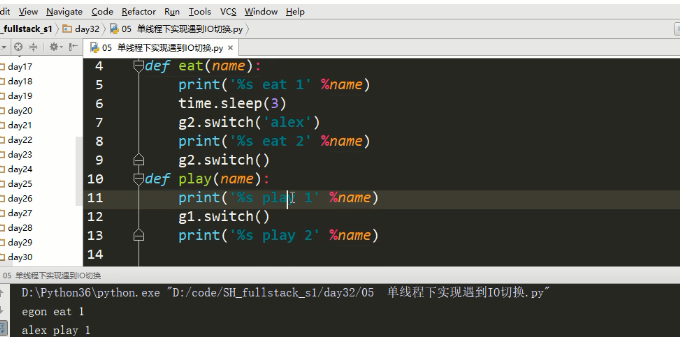 dit View Navigate Code Refactor Run Tools VCS Window Help
_fullstack_s1 day32 05 单线程下实现遇到IO切换.py
05 单线程下实现遇到IO切换.py ×
day17
day18
day19
day20
day21
day22
day23
day24
day25
day26
day27
day28
day29
day30
4 def eat(name):
5 print('%s eat 1' %name)
6 time.sleep(3)
7 g2.switch('alex')
8 print('%s eat 2' %name)
9 g2.switch()
10 def play(name):
11 print('%s play 1' %name)
12 g1.switch()
13 print('%s play 2' %name)
05 单线程下实现遇到IO切换
D:\Python36\python.exe "D:/code/SH_fullstack_s1/day32/05 单线程下实现遇到IO切换.py"
egon eat 1
alex play 1